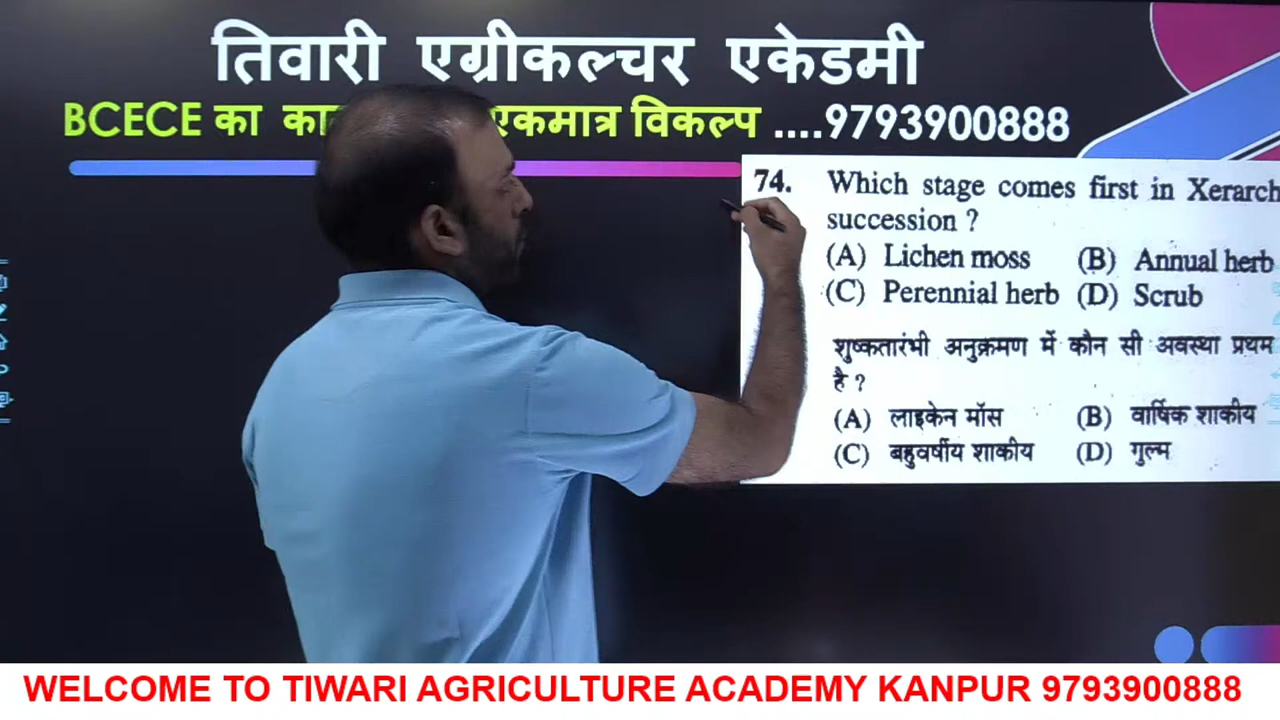 तिवारी एग्रीकल्चर एकेडमी
BCECE का एकमात्र विकल्प ....9793900888
74. Which stage comes first in Xerarch
succession ?
(A) Lichen moss (B) Annual herb
(C) Perennial herb (D) Scrub
शुष्कतारंभी अनुक्रमण में कौन सी अवस्था प्रथम
है ?
(A) लाइकेन मॉस (B) वार्षिक शाकीय
(C) बहुवर्षीय शाकीय (D) गुल्म
WELCOME TO TIWARI AGRICULTURE ACADEMY KANPUR 9793900888